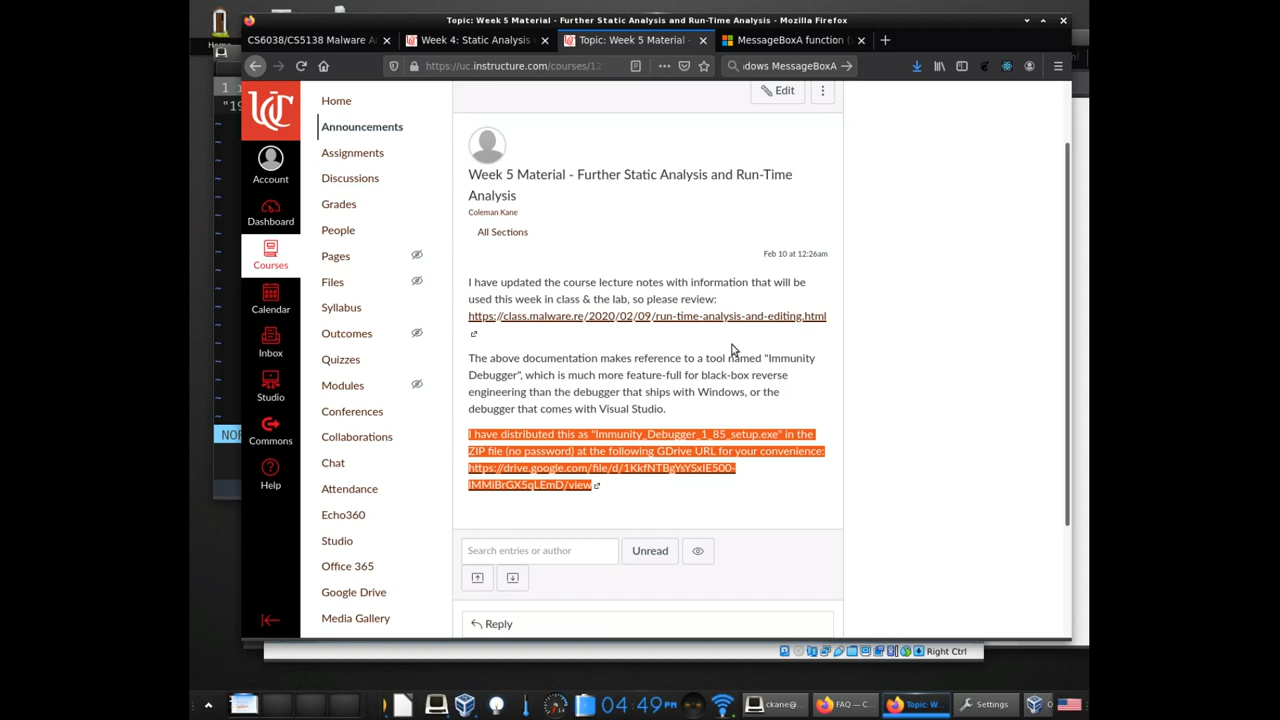 Topic: Week 5 Material - Further Static Analysis and Run-Time Analysis - Mozilla Firefox
CS6038/CS5138 Malware A
Week 4: Static Analysis
Topic: Week 5 Material -
MessageBoxA function (
https://uc.instructure.com/courses/12
dows MessageBoxA
Home
Announcements
Assignments
Discussions
Grades
People
Pages
Files
Syllabus
Outcomes
Quizzes
Modules
Conferences
Collaborations
Chat
Attendance
Echo360
Studio
Office 365
Google Drive
Media Gallery
UC
Account
Dashboard
Courses
Calendar
Inbox
Studio
Commons
Help
Edit
Week 5 Material - Further Static Analysis and Run-Time
Analysis
Coleman Kane
All Sections
Feb 10 at 12:26am
I have updated the course lecture notes with information that will be
used this week in class & the lab, so please review:
https://class.malware.re/2020/02/09/run-time-analysis-and-editing.html
The above documentation makes reference to a tool named "Immunity
Debugger", which is much more feature-full for black-box reverse
engineering than the debugger that ships with Windows, or the
debugger that comes with Visual Studio.
I have distributed this as "Immunity_Debugger_1_85_setup.exe" in the
ZIP file (no password) at the following GDrive URL for your convenience:
https://drive.google.com/file/d/1KkfNTBgYsYSxIE500-
IMMiBrGX5qLEmD/view
Search entries or author
Unread
Reply
Right Ctrl
04:49PM
ckane@
FAQ — C...
Topic: W...
Settings